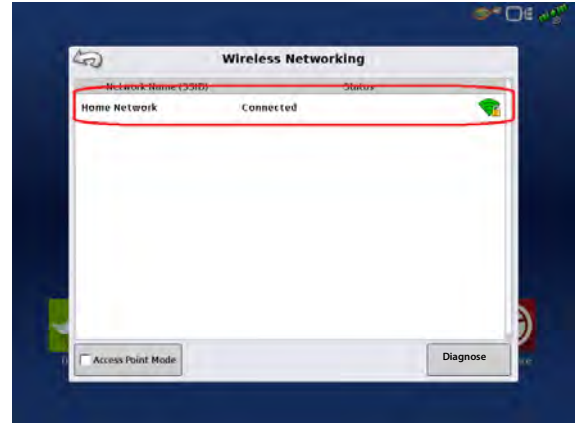 Wireless Networking
Network Name (SSID) Status
Home Network Connected
Access Point Mode Diagnose